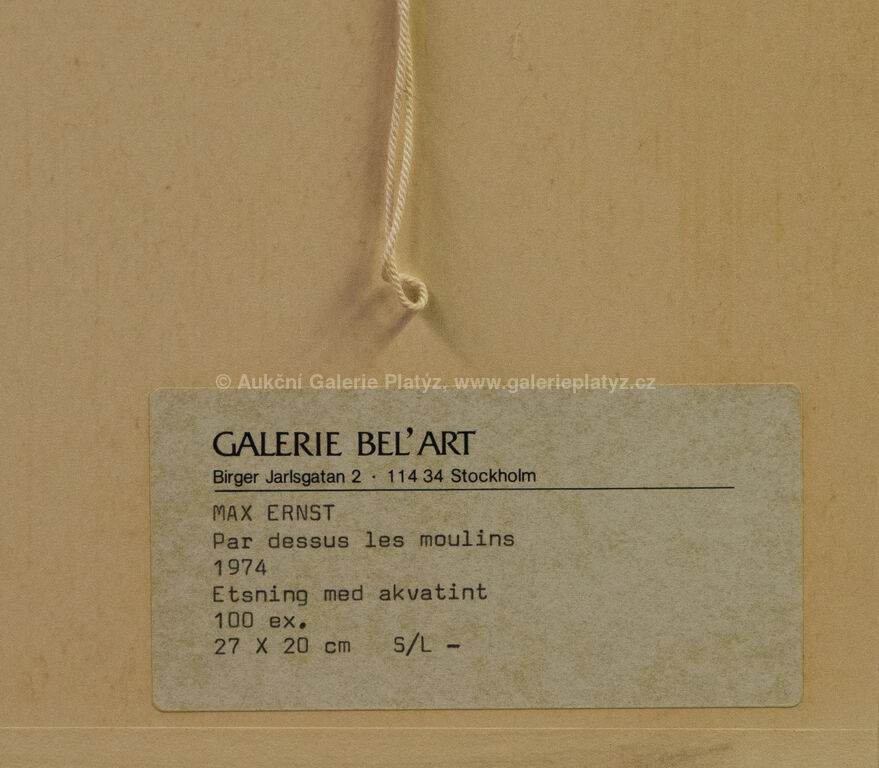 © Aukční Galerie Platýz, www.galerieplatyz.cz
GALERIE BEL'ART
Birger Jarlsgatan 2 · 114 34 Stockholm
MAX ERNST
Par dessus les moulins
1974
Etsning med akvatint
100 ex.
27 X 20 cm S/L -